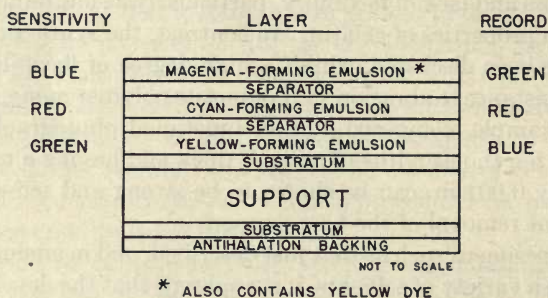 SENSITIVITY LAYER RECORD
BLUE MAGENTA-FORMING EMULSION * GREEN
SEPARATOR
RED CYAN-FORMING EMULSION RED
SEPARATOR
GREEN YELLOW-FORMING EMULSION BLUE
SUBSTRATUM
SUPPORT
SUBSTRATUM
ANTIHALATION BACKING
NOT TO SCALE
* ALSO CONTAINS YELLOW DYE